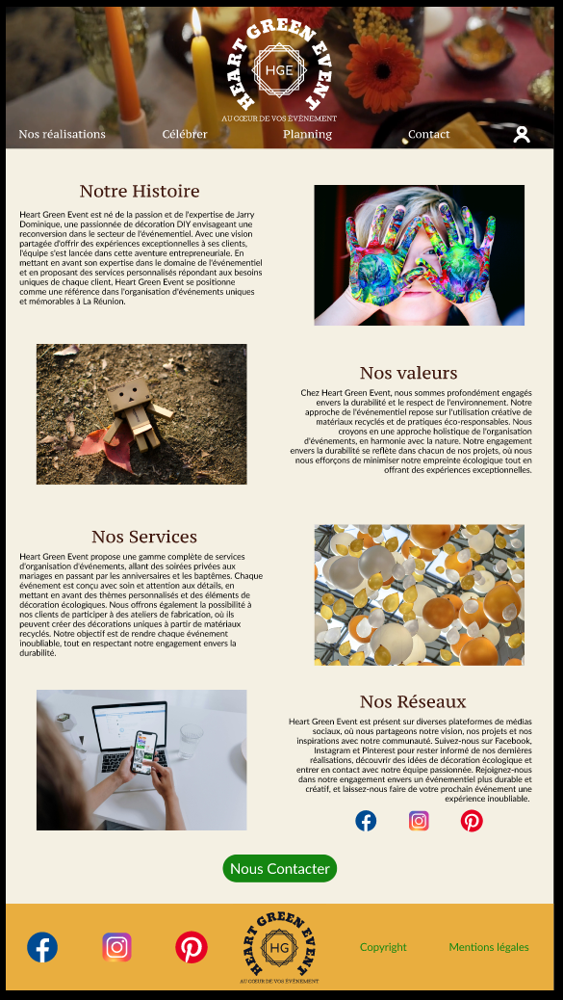 HEART GREEN EVENT
HGE
AU CŒUR DE VOS ÉVÈNEMENT
Nos réalisations Célébrer Planning Contact
Notre Histoire
Heart Green Event est né de la passion et de l'expertise de Jarry
Dominique, une passionnée de décoration DIY envisageant une
reconversion dans le secteur de l'événementiel. Avec une vision
partagée d'offrir des expériences exceptionnelles à ses clients,
l'équipe s'est lancée dans cette aventure entrepreneuriale. En
mettant en avant son expertise dans le domaine de l'événementiel
et en proposant des services personnalisés répondant aux besoins
uniques de chaque client, Heart Green Event se positionne
comme une référence dans l'organisation d'événements uniques
et mémorables à La Réunion.
Nos valeurs
Chez Heart Green Event, nous sommes profondément engagés
envers la durabilité et le respect de l'environnement. Notre
approche de l'événementiel repose sur l'utilisation créative de
matériaux recyclés et de pratiques éco-responsables. Nous
croyons en une approche holistique de l'organisation
d'événements, en harmonie avec la nature. Notre engagement
envers la durabilité se reflète dans chacun de nos projets, où nous
nous efforçons de minimiser notre empreinte écologique tout en
offrant des expériences exceptionnelles.
Nos Services
Heart Green Event propose une gamme complète de services
d'organisation d'événements, allant des soirées privées aux
mariages en passant par les anniversaires et les baptêmes. Chaque
événement est conçu avec soin et attention aux détails, en
mettant en avant des thèmes personnalisés et des éléments de
décoration écologiques. Nous offrons également la possibilité à
nos clients de participer à des ateliers de fabrication, où ils
peuvent créer des décorations uniques à partir de matériaux
recyclés. Notre objectif est de rendre chaque événement
inoubliable, tout en respectant notre engagement envers la
durabilité.
Nos Réseaux
Heart Green Event est présent sur diverses plateformes de médias
sociaux, où nous partageons notre vision, nos projets et nos
inspirations avec notre communauté. Suivez-nous sur Facebook,
Instagram et Pinterest pour rester informé de nos dernières
réalisations, découvrir des idées de décoration écologique et
entrer en contact avec notre équipe passionnée. Rejoignez-nous
dans notre engagement envers un événementiel plus durable et
créatif, et laissez-nous faire de votre prochain événement une
expérience inoubliable.
Nous Contacter
HEART GREEN EVENT
HG
AU CŒUR DE VOS ÉVÈNEMENT
Copyright Mentions légales